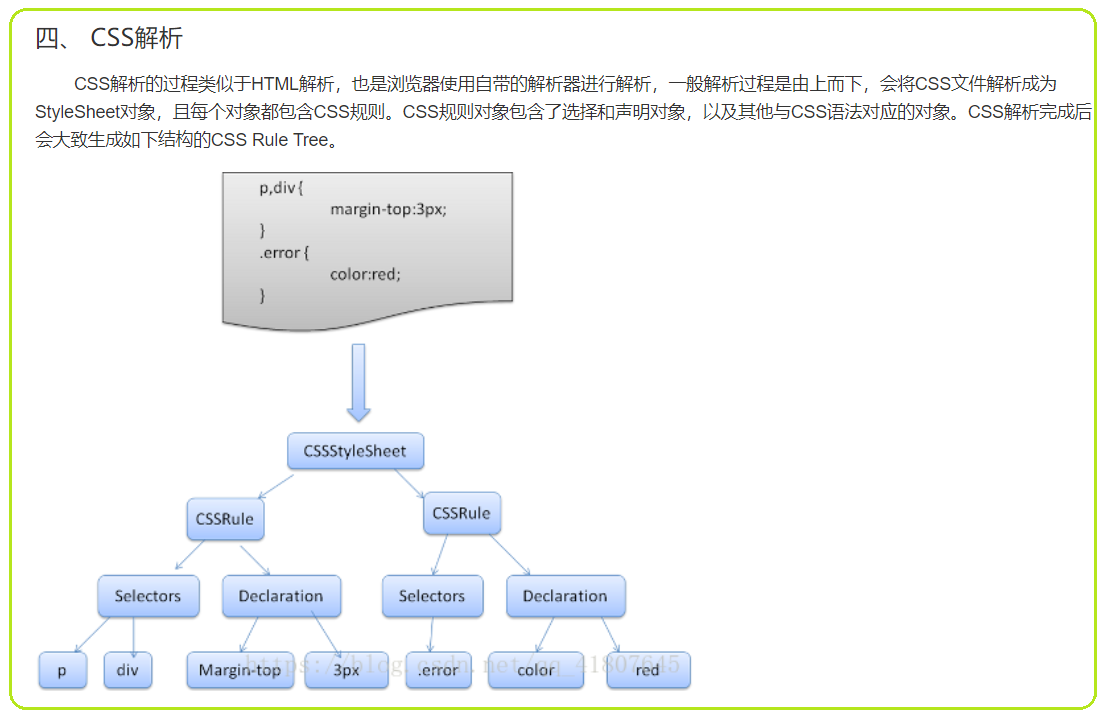 四、 CSS解析
CSS解析的过程类似于HTML解析，也是浏览器使用自带的解析器进行解析，一般解析过程是由上而下，会将CSS文件解析成为
StyleSheet对象，且每个对象都包含CSS规则。CSS规则对象包含了选择和声明对象，以及其他与CSS语法对应的对象。CSS解析完成后
会大致生成如下结构的CSS Rule Tree。
p,div {
margin-top:3px;
}
.error {
color:red;
}
CSSStyleSheet
CSSRule
CSSRule
Selectors
Declaration
Selectors
Declaration
p
div
Margin-top
3px
.error
color
red
https://blog.csdn.net/qq_41807645